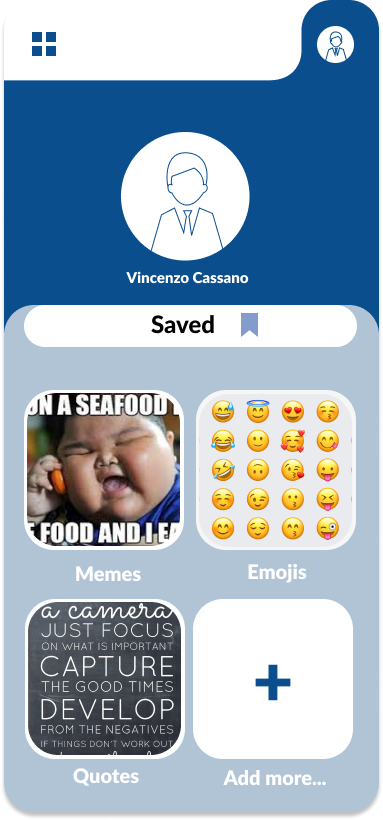 Vincenzo Cassano
Saved
ON A SEAFOOD
FOOD AND I EA
Memes
Emojis
a camera
JUST FOCUS
ON WHAT IS IMPORTANT
CAPTURE
THE GOOD TIMES
DEVELOP
FROM THE NEGATIVES
IF THINGS DON'T WORK OUT
Quotes
Add more...